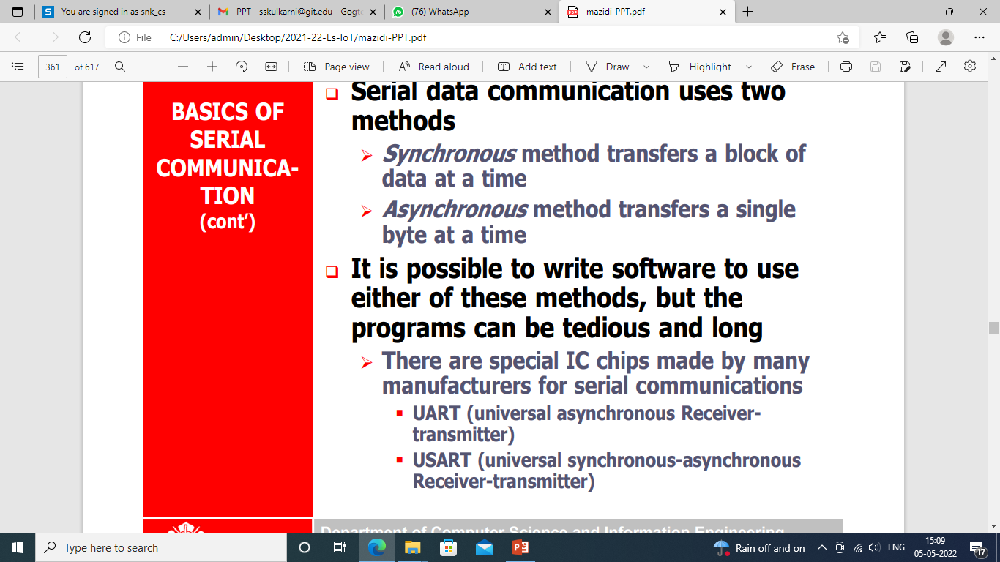 You are signed in as snk_cs
PPT - sskulkarni@git.edu - Gogte
76
(76) WhatsApp
PDF
mazidi-PPT.pdf
File
C:/Users/admin/Desktop/2021-22-Es-IoT/mazidi-PPT.pdf
361
of 617
Page view
Read aloud
Add text
Draw
Highlight
Erase
BASICS OF
SERIAL
COMMUNICA-
TION
(cont’)
Serial data communication uses two
methods
Synchronous method transfers a block of
data at a time
Asynchronous method transfers a single
byte at a time
It is possible to write software to use
either of these methods, but the
programs can be tedious and long
There are special IC chips made by many
manufacturers for serial communications
UART (universal asynchronous Receiver-
transmitter)
USART (universal synchronous-asynchronous
Receiver-transmitter)
Department of Computer Science and Information Engineering
Type here to search
Rain off and on
ENG
15:09
05-05-2022
17